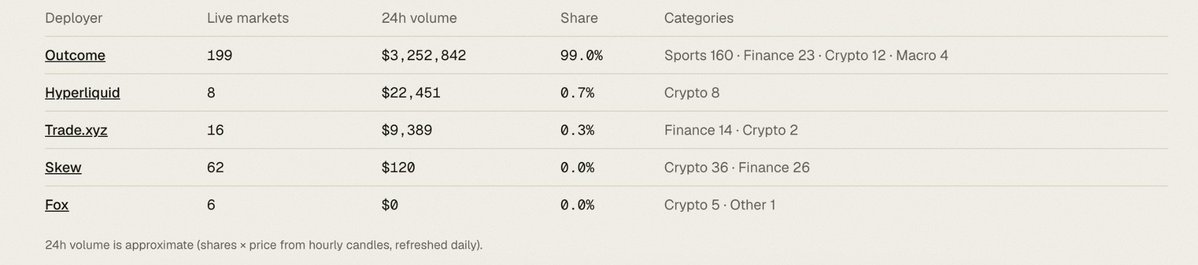 Deployer Live markets 24h volume Share Categories
Outcome 199 $3,252,842 99.0% Sports 160 · Finance 23 · Crypto 12 · Macro 4
Hyperliquid 8 $22,451 0.7% Crypto 8
Trade.xyz 16 $9,389 0.3% Finance 14 · Crypto 2
Skew 62 $120 0.0% Crypto 36 · Finance 26
Fox 6 $0 0.0% Crypto 5 · Other 1
24h volume is approximate (shares × price from hourly candles, refreshed daily).